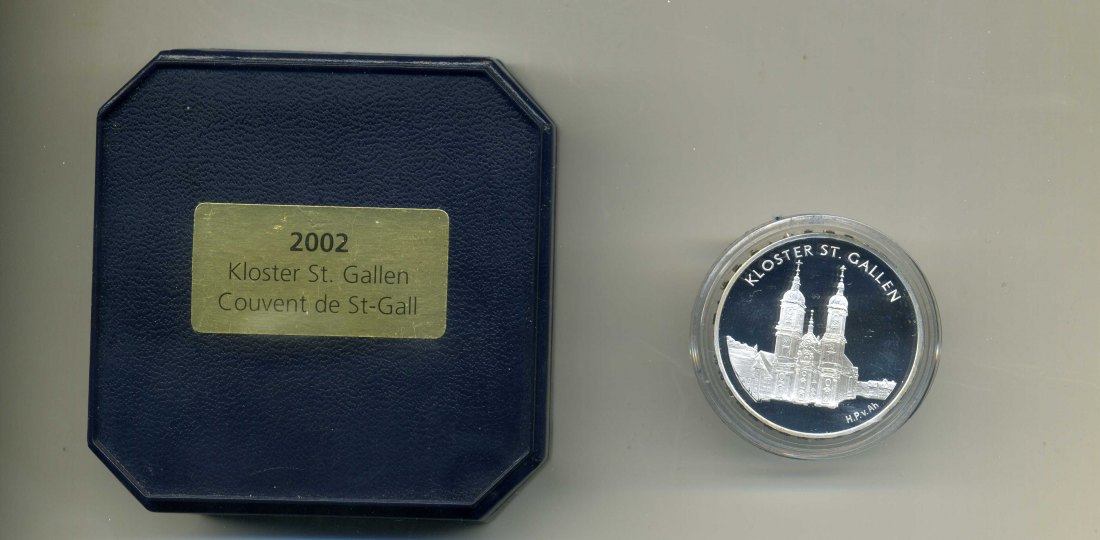 2002
Kloster St. Gallen
Couvent de St-Gall
KLOSTER ST. GALLEN
H.P.v.Ah